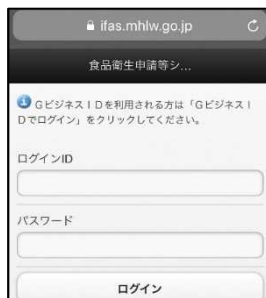 ifas.mhlw.go.jp
食品衛生申請等シ...
GビジネスIDを利用される方は「GビジネスI
Dでログイン」をクリックしてください。
ログインID
パスワード
ログイン